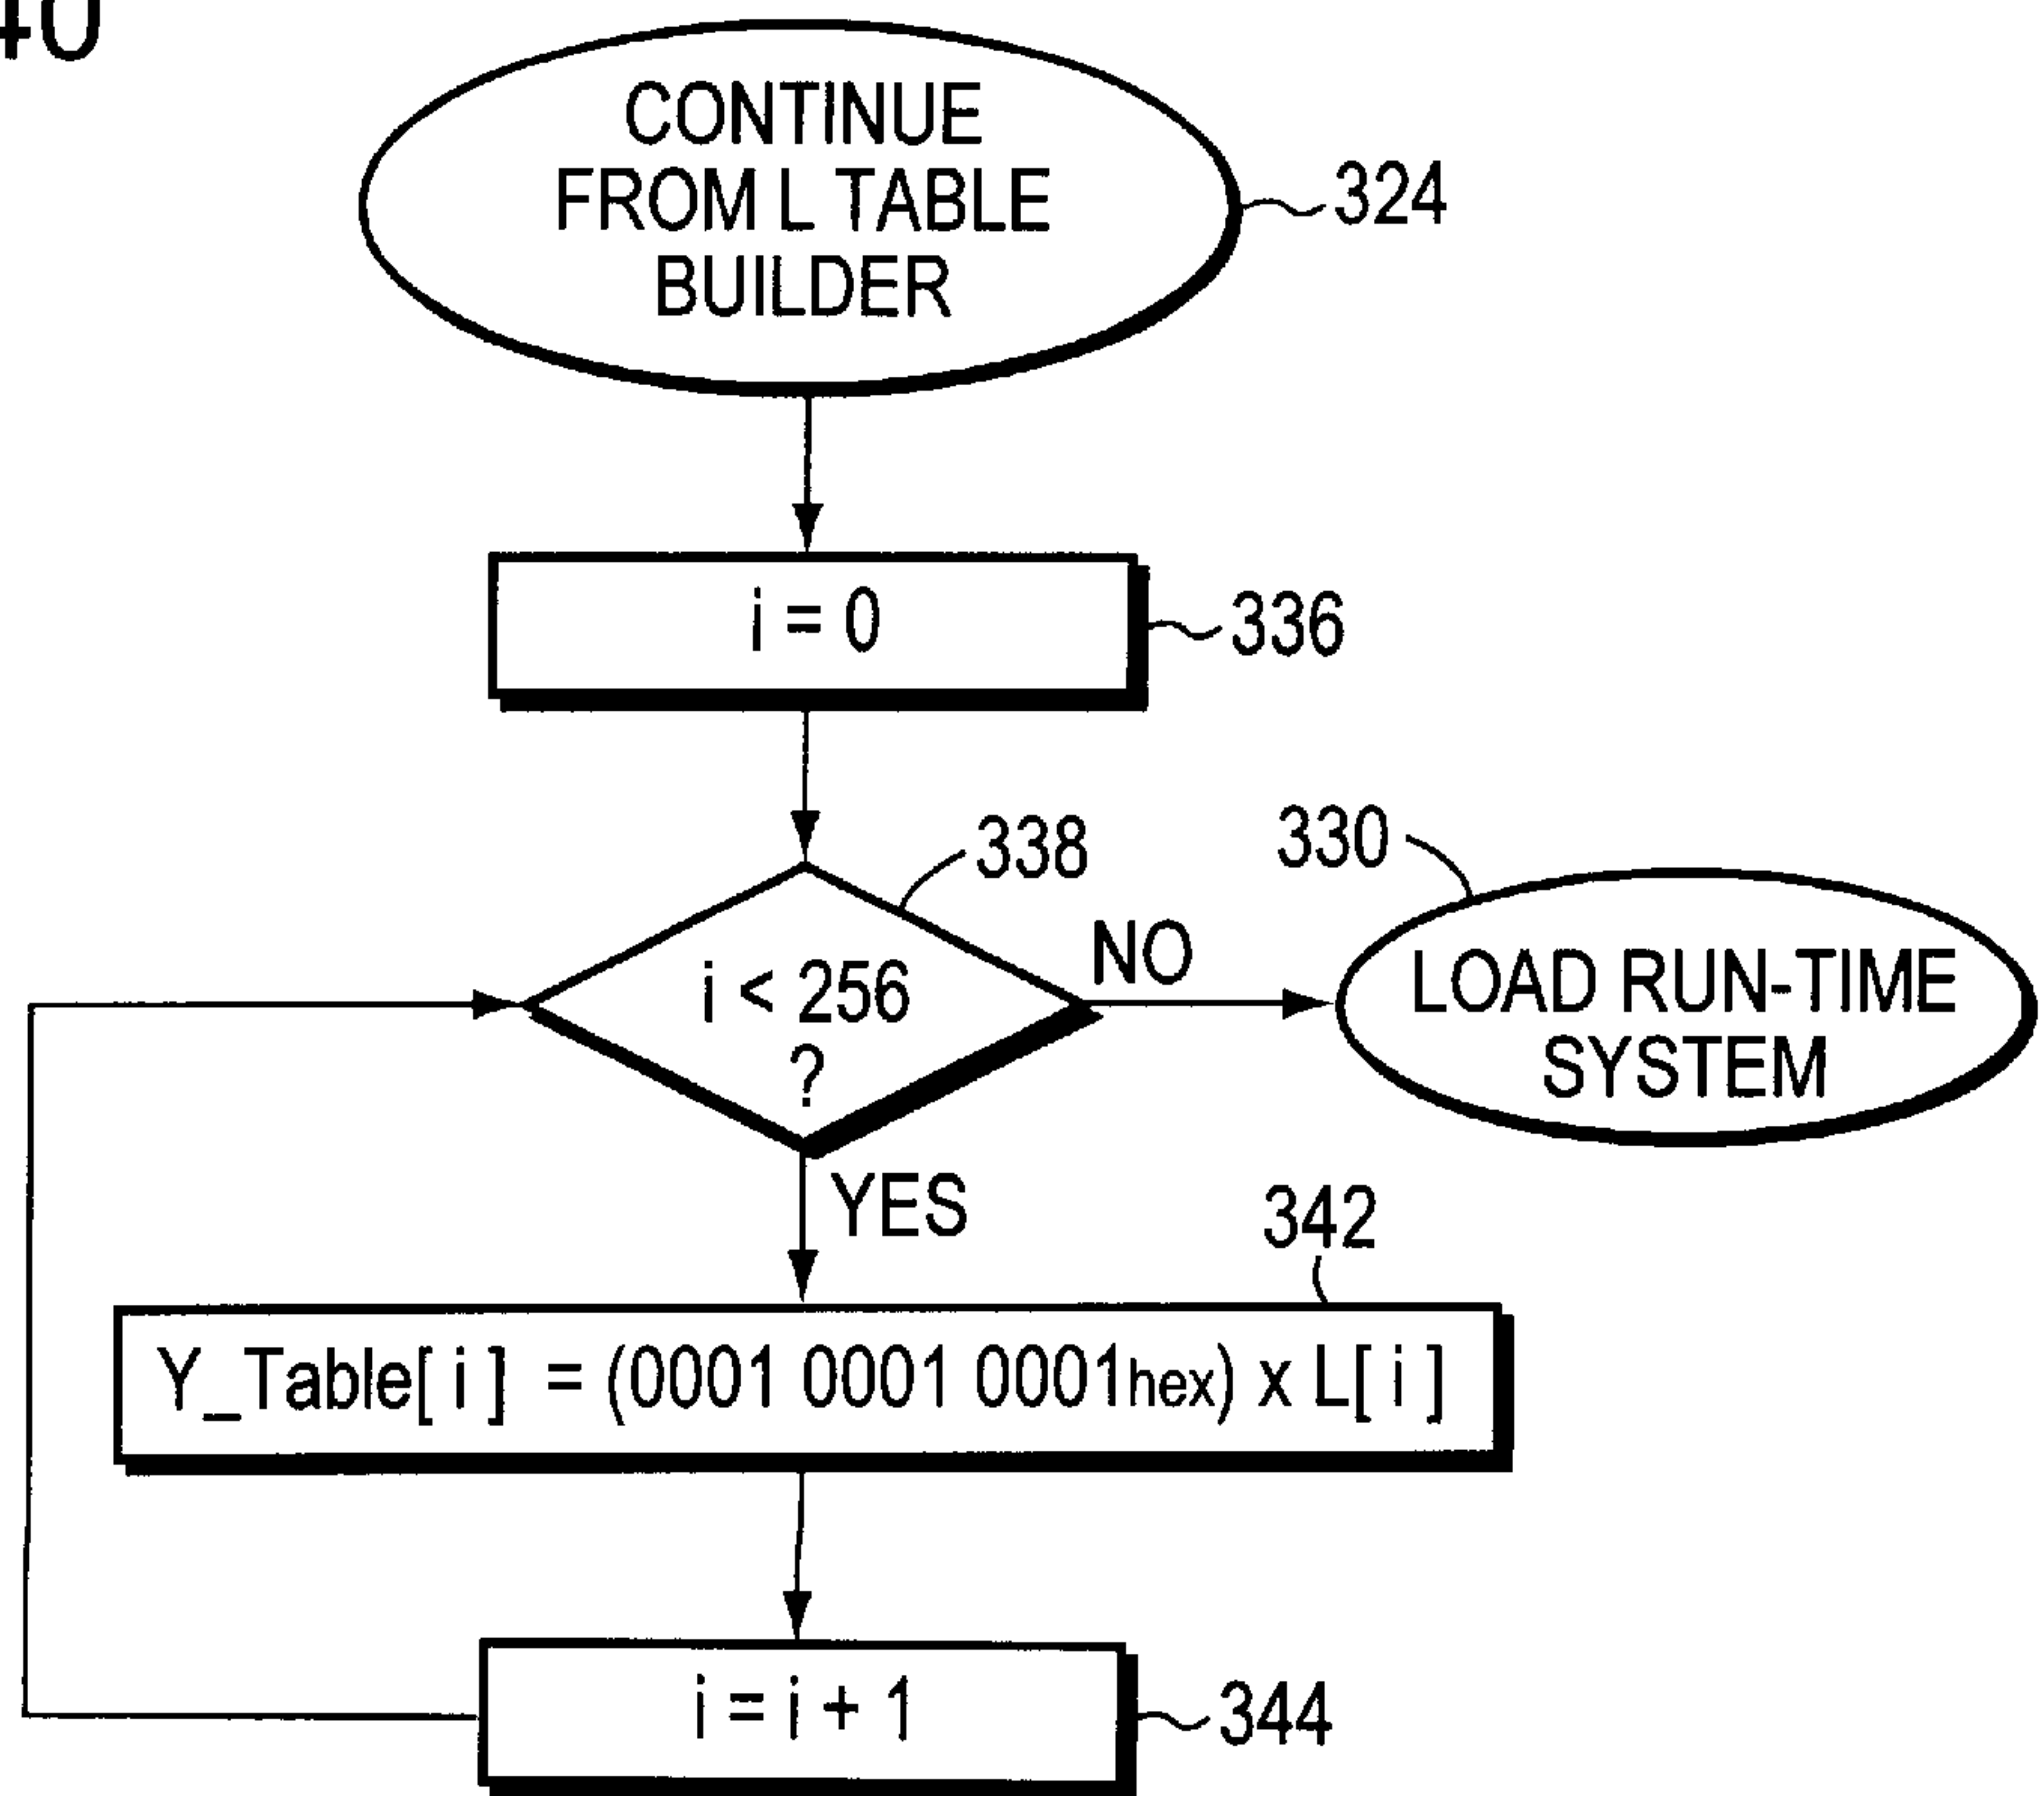 40
CONTINUE
FROM L TABLE
BUILDER
324
i = 0
336
338
330
i < 256
?
NO
LOAD RUN-TIME
SYSTEM
YES
342
Y_Table[ i ] = (0001 0001 0001hex) x L[ i ]
i = i + 1
344